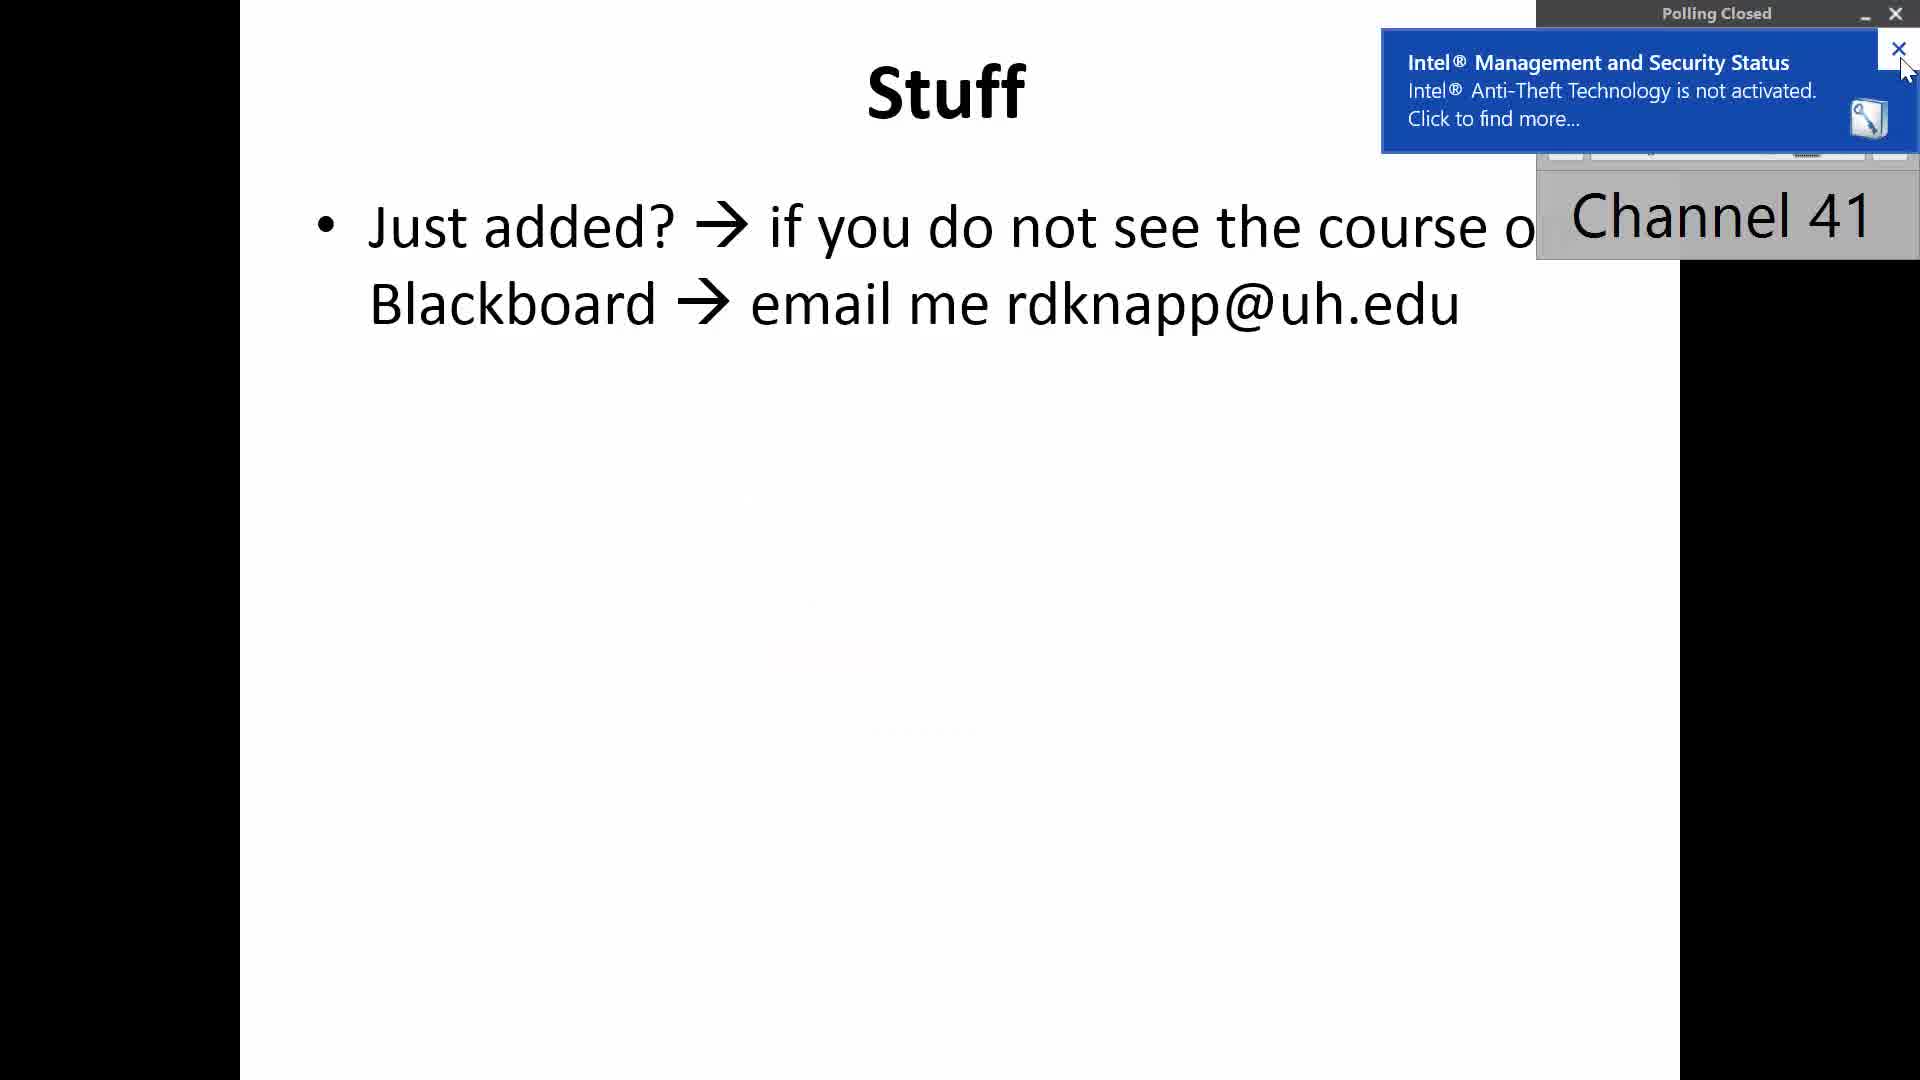 Polling Closed
Intel® Management and Security Status
Intel® Anti-Theft Technology is not activated.
Click to find more...
Channel 41
Stuff
• Just added? → if you do not see the course
Blackboard → email me rdknapp@uh.edu